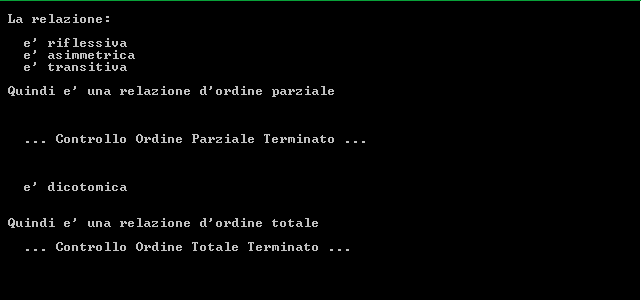 La relazione:
e' riflessiva
e' asimmetrica
e' transitiva
Quindi e' una relazione d'ordine parziale
... Controllo Ordine Parziale Terminato ...
e' dicotomica
Quindi e' una relazione d'ordine totale
... Controllo Ordine Totale Terminato ...